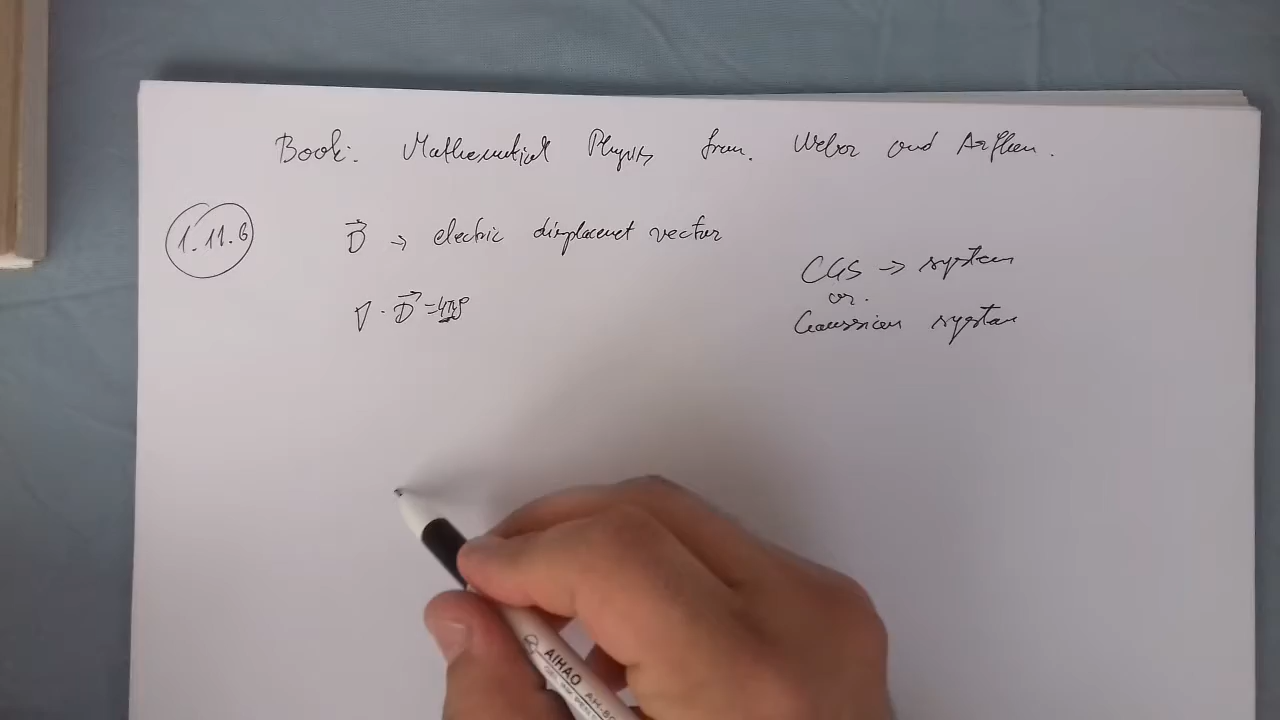 Book: Mathematical Physics from. Weber and Arfken.
1.11.6
D⃗ → electric displacement vector
∇ · D⃗ = 4πρ
CGS → system
or.
Gaussian system
AIHAO